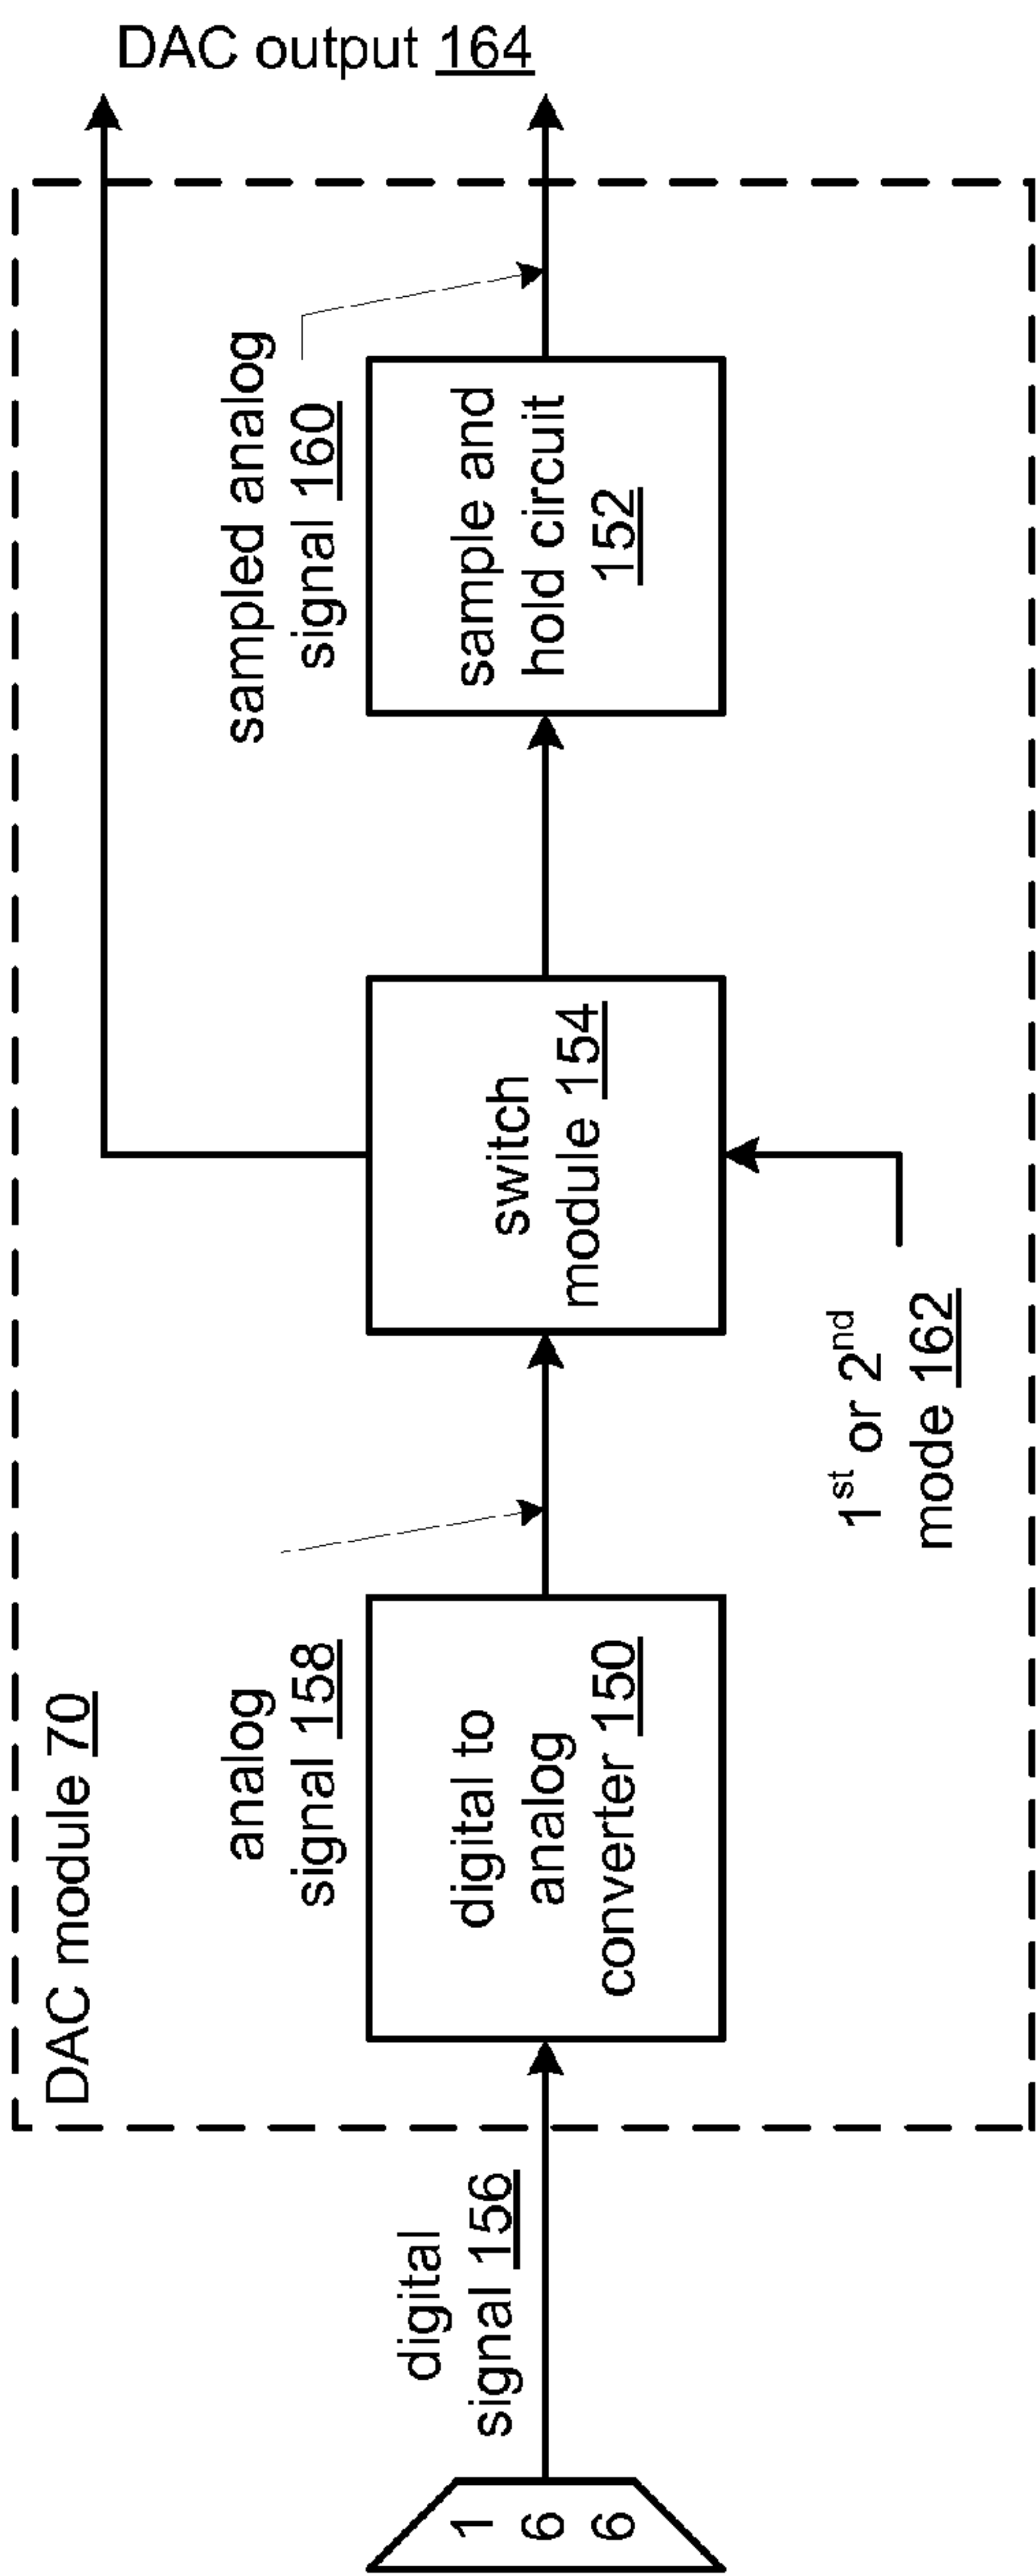 DAC output 164
DAC module 70
digital
signal 156
1
6
6
analog
signal 158
digital to
analog
converter 150
1st or 2nd
mode 162
switch
module 154
sampled analog
signal 160
sample and
hold circuit
152